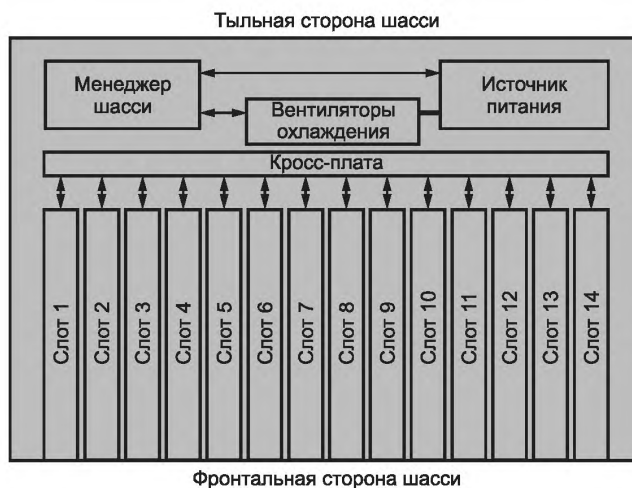 Тыльная сторона шасси
Менеджер
шасси
Источник
питания
Вентиляторы
охлаждения
Кросс-плата
Слот 1
Слот 2
Слот 3
Слот 4
Слот 5
Слот 6
Слот 7
Слот 8
Слот 9
Слот 10
Слот 11
Слот 12
Слот 13
Слот 14
Фронтальная сторона шасси